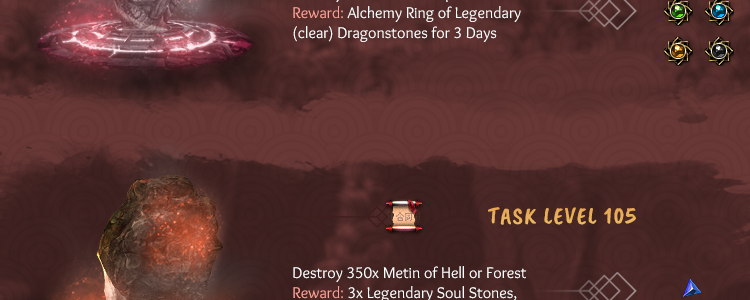 Reward: Alchemy Ring of Legendary
(clear) Dragonstones for 3 Days
TASK LEVEL 105
Destroy 350x Metin of Hell or Forest
Reward: 3x Legendary Soul Stones,